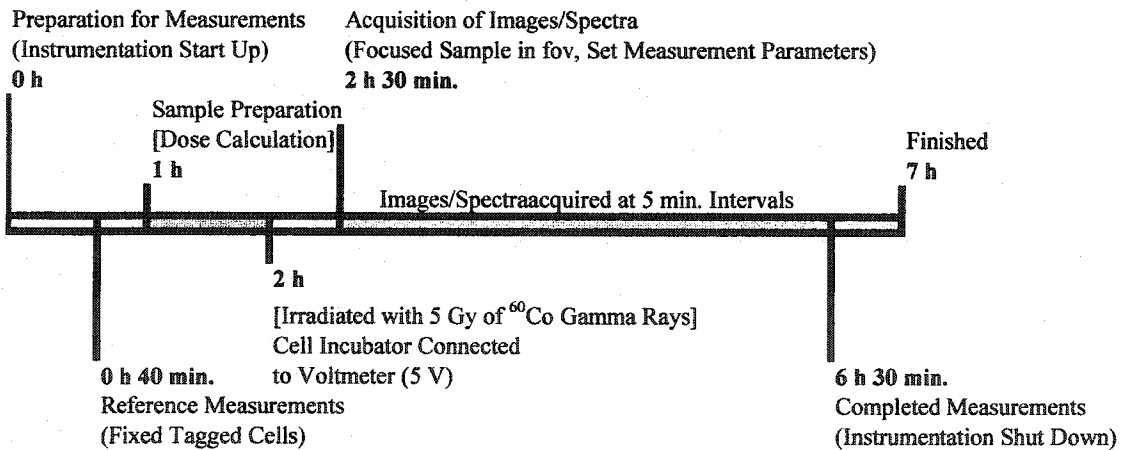 Preparation for Measurements
(Instrumentation Start Up)
0 h
Acquisition of Images/Spectra
(Focused Sample in fov, Set Measurement Parameters)
2 h 30 min.
Sample Preparation
[Dose Calculation]
1 h
Finished
7 h
Images/Spectraacquired at 5 min. Intervals
2 h
[Irradiated with 5 Gy of ⁶⁰Co Gamma Rays]
Cell Incubator Connected
to Voltmeter (5 V)
0 h 40 min.
Reference Measurements
(Fixed Tagged Cells)
6 h 30 min.
Completed Measurements
(Instrumentation Shut Down)